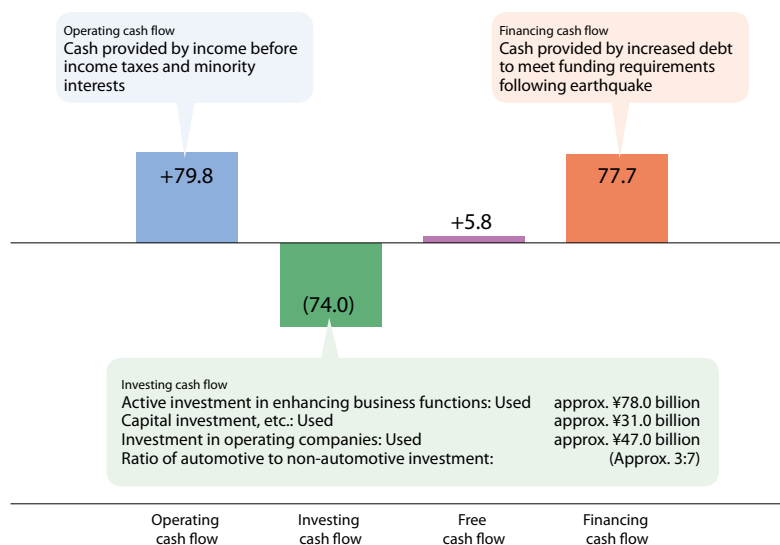 Operating cash flow
Cash provided by income before
income taxes and minority
interests
Financing cash flow
Cash provided by increased debt
to meet funding requirements
following earthquake
+79.8
77.7
+5.8
(74.0)
Investing cash flow
Active investment in enhancing business functions: Used approx. ¥78.0 billion
Capital investment, etc.: Used approx. ¥31.0 billion
Investment in operating companies: Used approx. ¥47.0 billion
Ratio of automotive to non-automotive investment: (Approx. 3:7)
Operating
cash flow
Investing
cash flow
Free
cash flow
Financing
cash flow